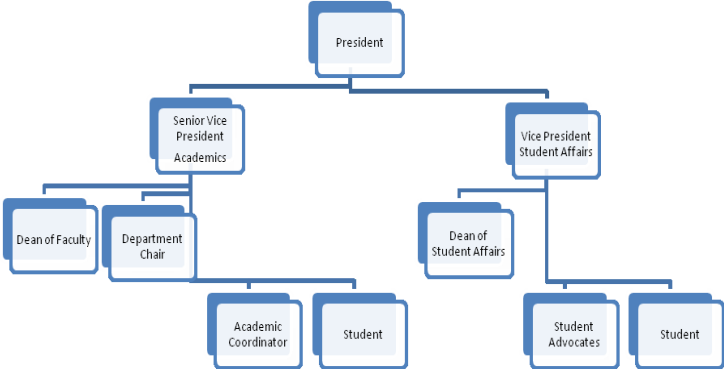 President
Senior Vice
President
Academics
Vice President
Student Affairs
Dean of Faculty
Department
Chair
Dean of
Student Affairs
Academic
Coordinator
Student
Student
Advocates
Student